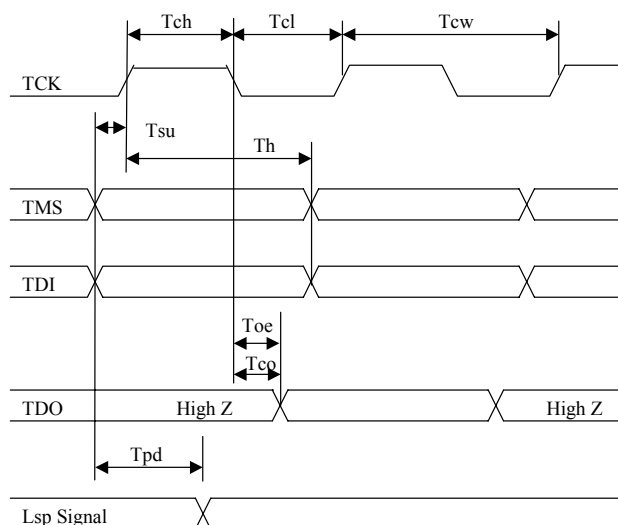 Tch Tcl Tcw
TCK
Tsu
Th
TMS
TDI
Toe
Tco
TDO High Z High Z
Tpd
Lsp Signal